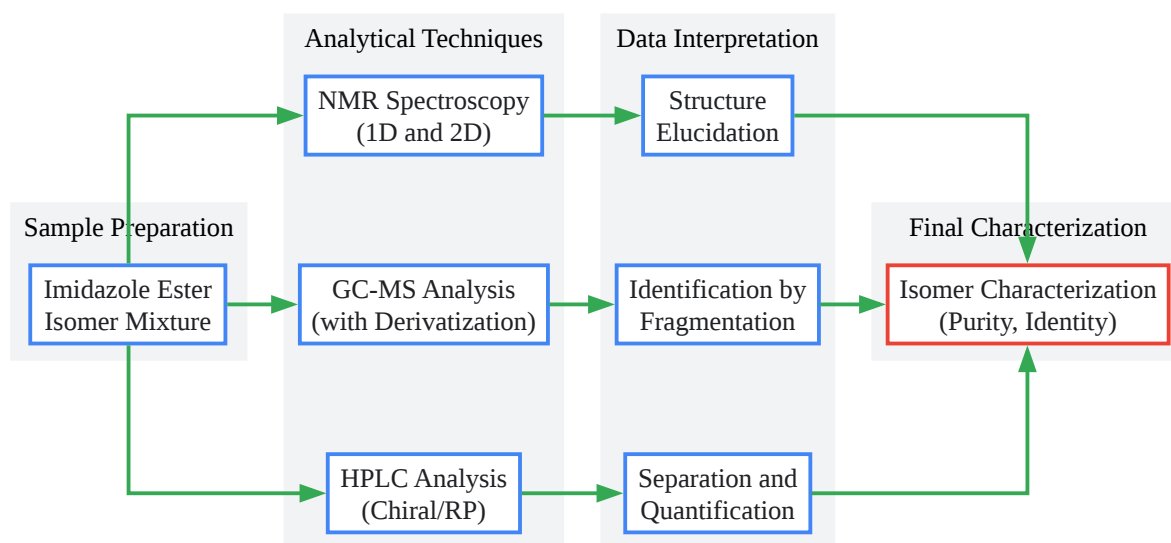 Analytical Techniques
Data Interpretation
NMR Spectroscopy
(1D and 2D)
Structure
Elucidation
Sample Preparation
Final Characterization
Imidazole Ester
Isomer Mixture
GC-MS Analysis
(with Derivatization)
Identification by
Fragmentation
Isomer Characterization
(Purity, Identity)
HPLC Analysis
(Chiral/RP)
Separation and
Quantification